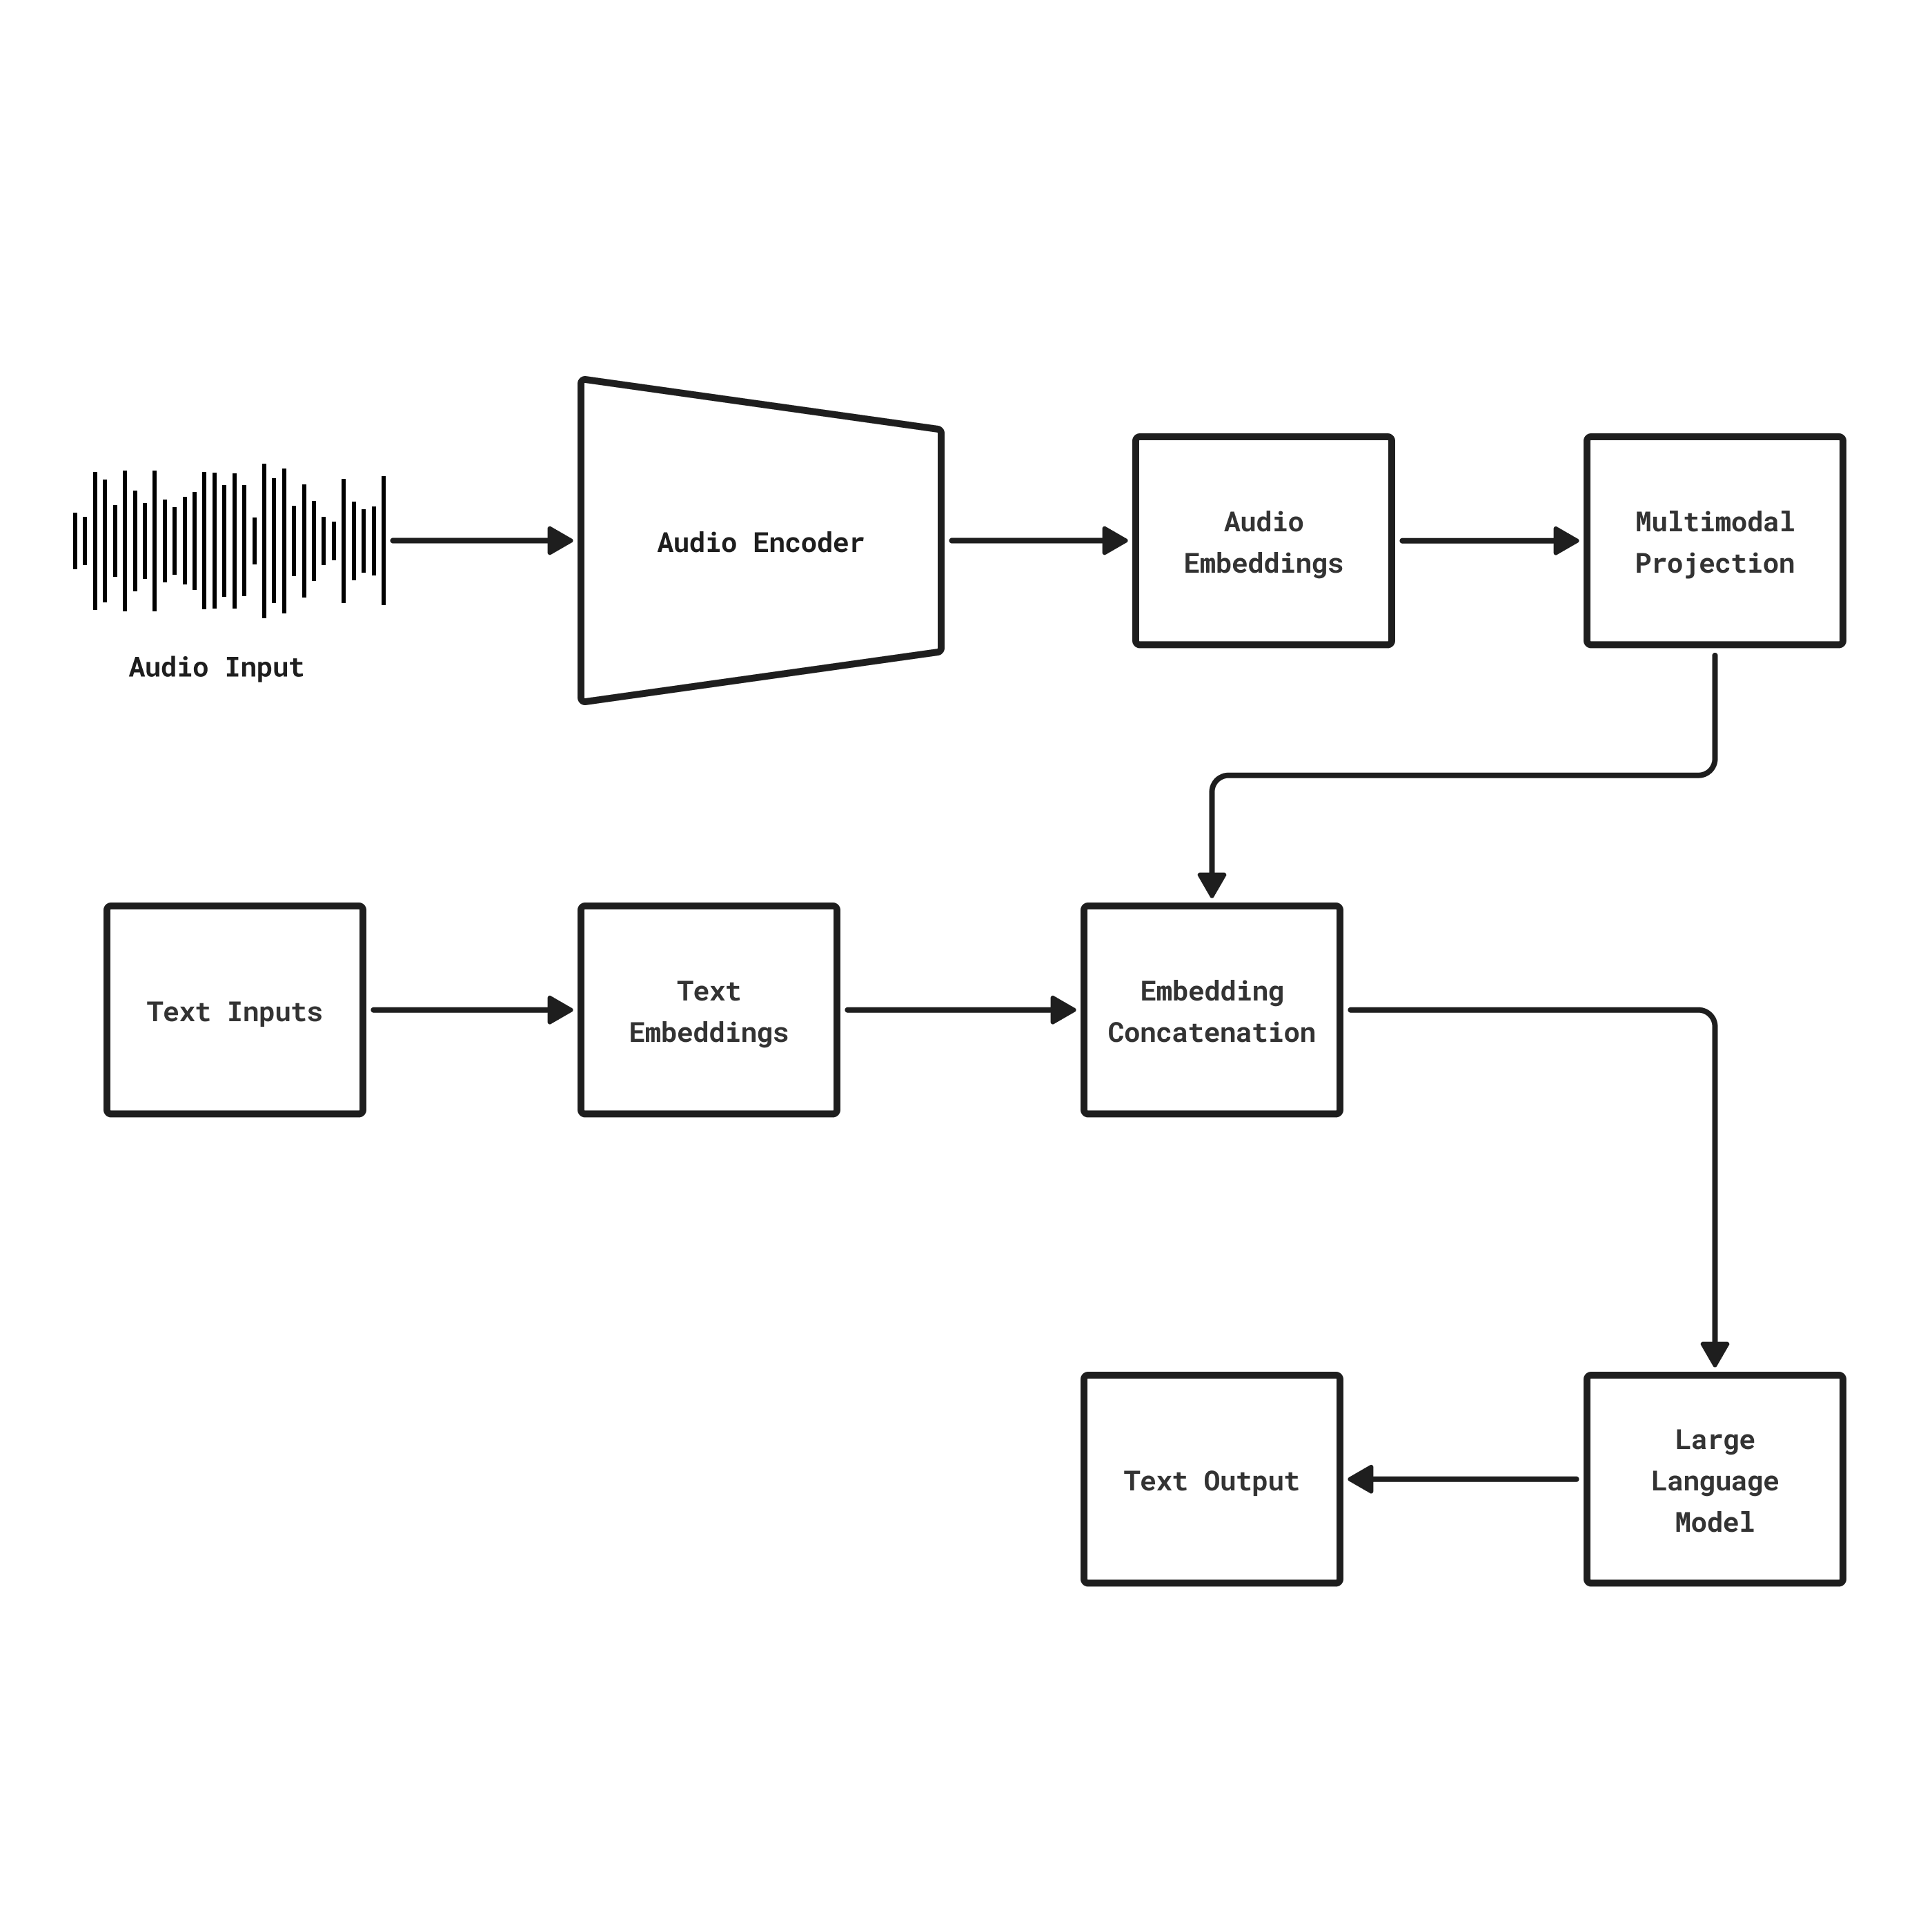 Audio Encoder
Audio
Embeddings
Multimodal
Projection
Audio Input
Text Inputs
Text
Embeddings
Embedding
Concatenation
Text Output
Large
Language
Model